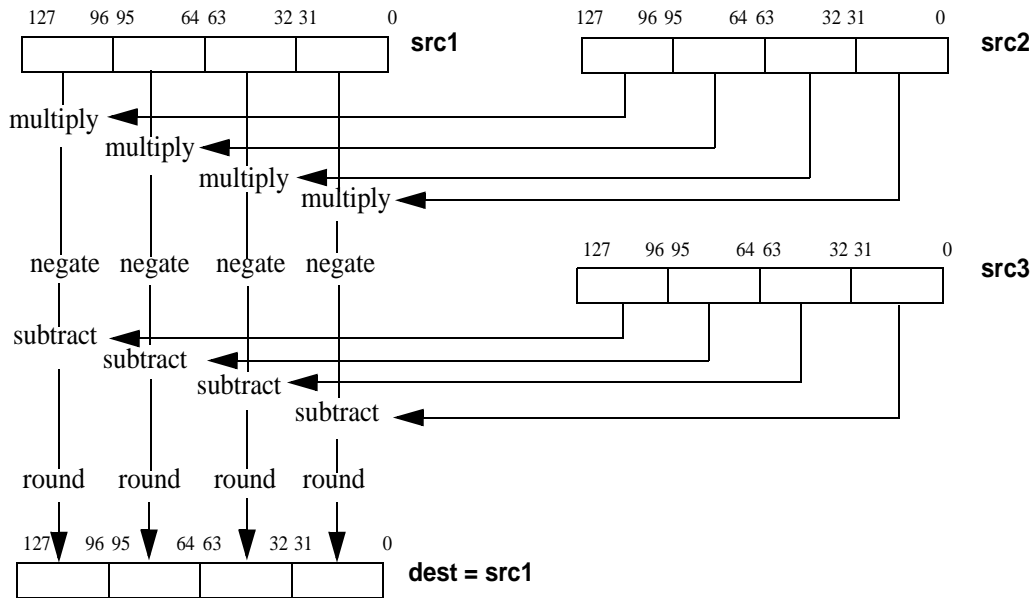 127 96 95 64 63 32 31 0 src1
127 96 95 64 63 32 31 0 src2
multiply
multiply
multiply
multiply
negate negate negate negate
127 96 95 64 63 32 31 0 src3
subtract
subtract
subtract
subtract
round round round round
127 96 95 64 63 32 31 0
dest = src1